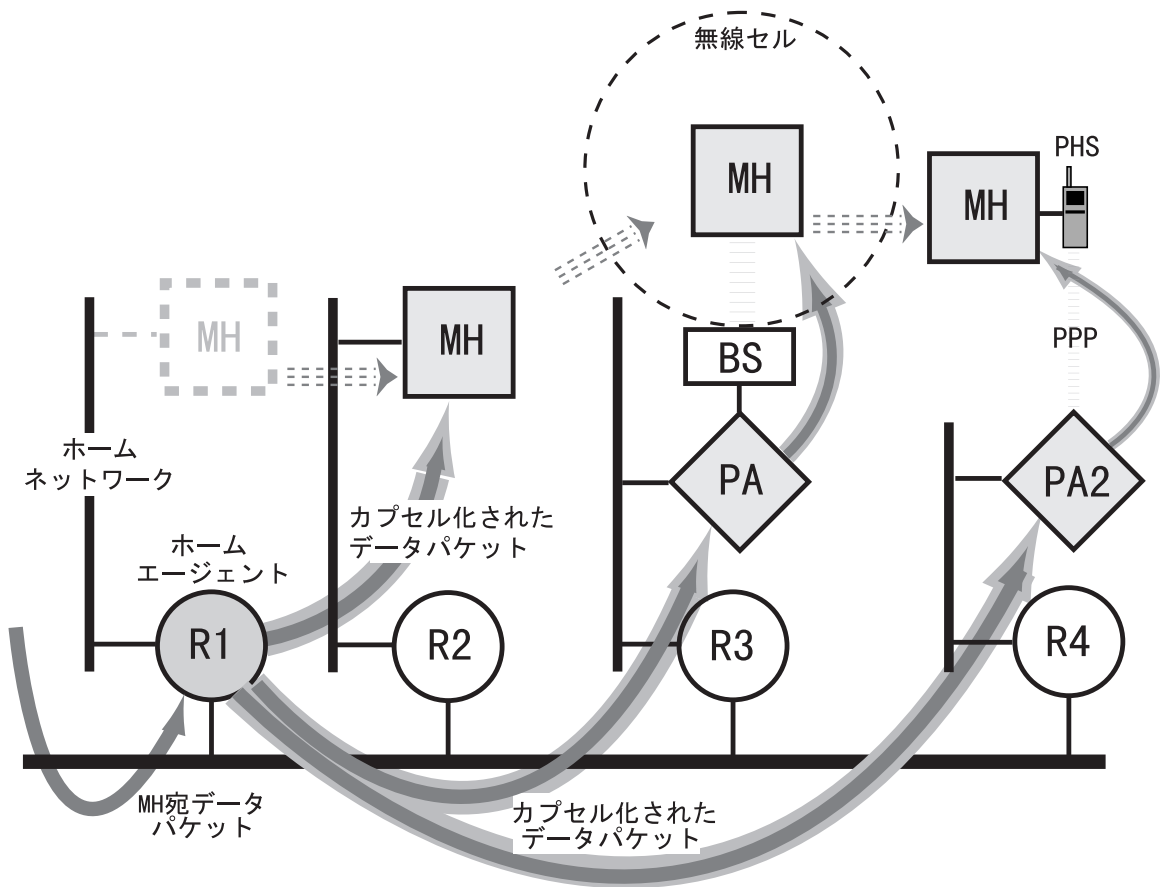 無線セル
MH
MH
PHS
MH
MH
BS
PPP
ホーム
ネットワーク
PA
PA2
カプセル化された
データパケット
ホーム
エージェント
R1
R2
R3
R4
MH宛データ
パケット
カプセル化された
データパケット